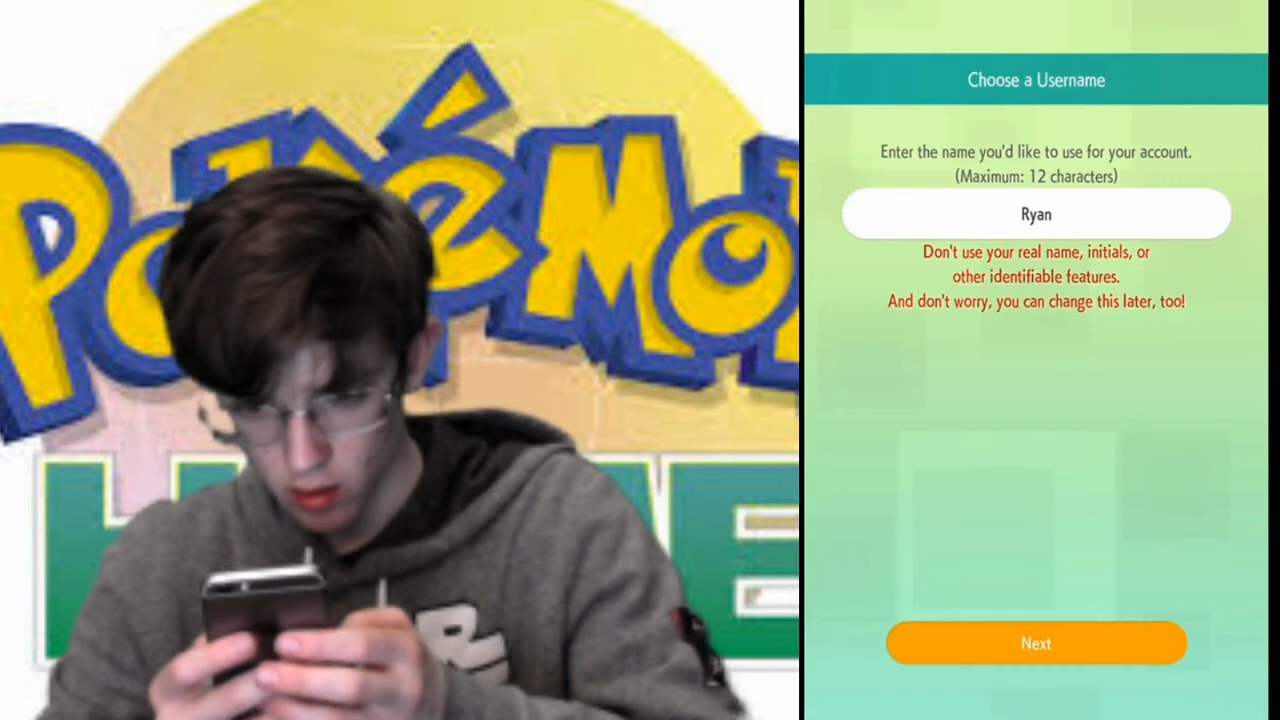 Pokémon
HOME
Choose a Username
Enter the name you'd like to use for your account.
(Maximum: 12 characters)
Ryan
Don't use your real name, initials, or
other identifiable features.
And don't worry, you can change this later, too!
Next